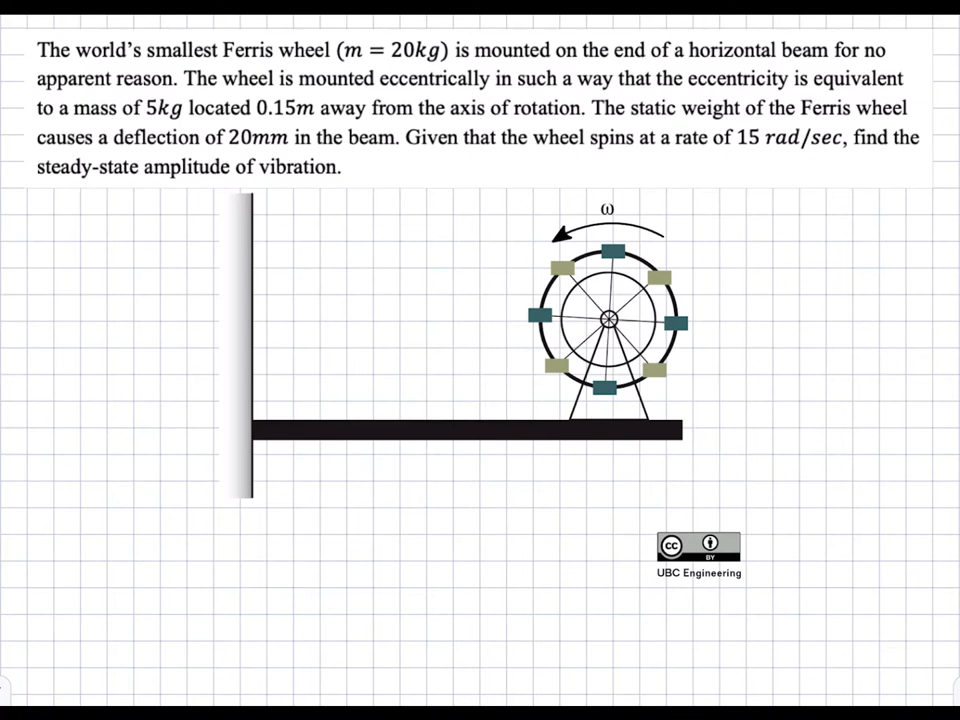 The world's smallest Ferris wheel (m = 20kg) is mounted on the end of a horizontal beam for no
apparent reason. The wheel is mounted eccentrically in such a way that the eccentricity is equivalent
to a mass of 5kg located 0.15m away from the axis of rotation. The static weight of the Ferris wheel
causes a deflection of 20mm in the beam. Given that the wheel spins at a rate of 15 rad/sec, find the
steady-state amplitude of vibration.
ω
cc
BY
UBC Engineering